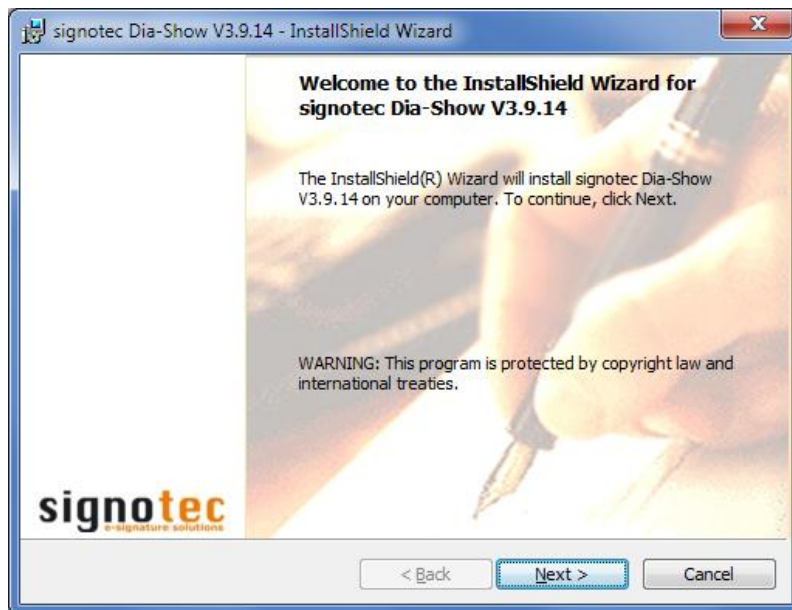 signotec Dia-Show V3.9.14 - InstallShield Wizard
Welcome to the InstallShield Wizard for
signotec Dia-Show V3.9.14
The InstallShield(R) Wizard will install signotec Dia-Show
V3.9.14 on your computer. To continue, click Next.
WARNING: This program is protected by copyright law and
international treaties.
signotec
e-signature solutions
< Back
Next >
Cancel